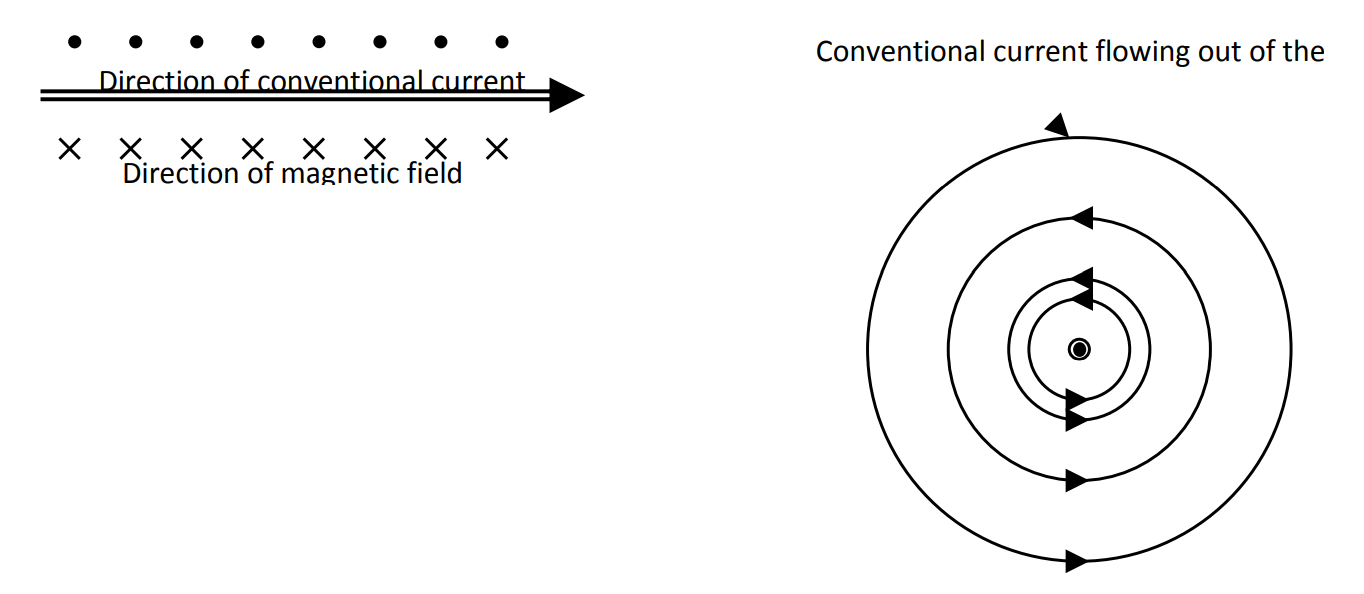 Direction of conventional current
Direction of magnetic field
Conventional current flowing out of the